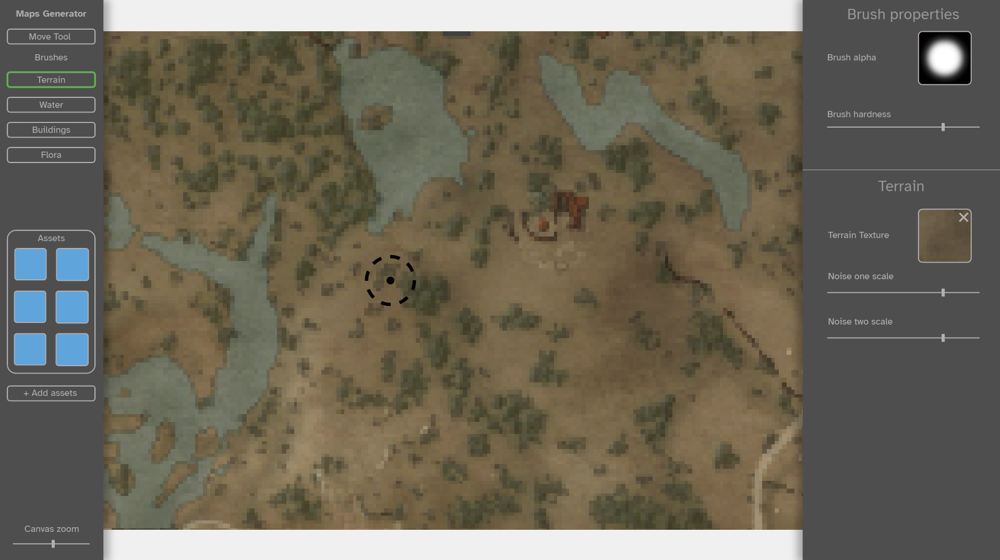 Maps Generator
Move Tool
Brushes
Terrain
Water
Buildings
Flora
Assets
+ Add assets
Canvas zoom
Brush properties
Brush alpha
Brush hardness
Terrain
Terrain Texture
Noise one scale
Noise two scale